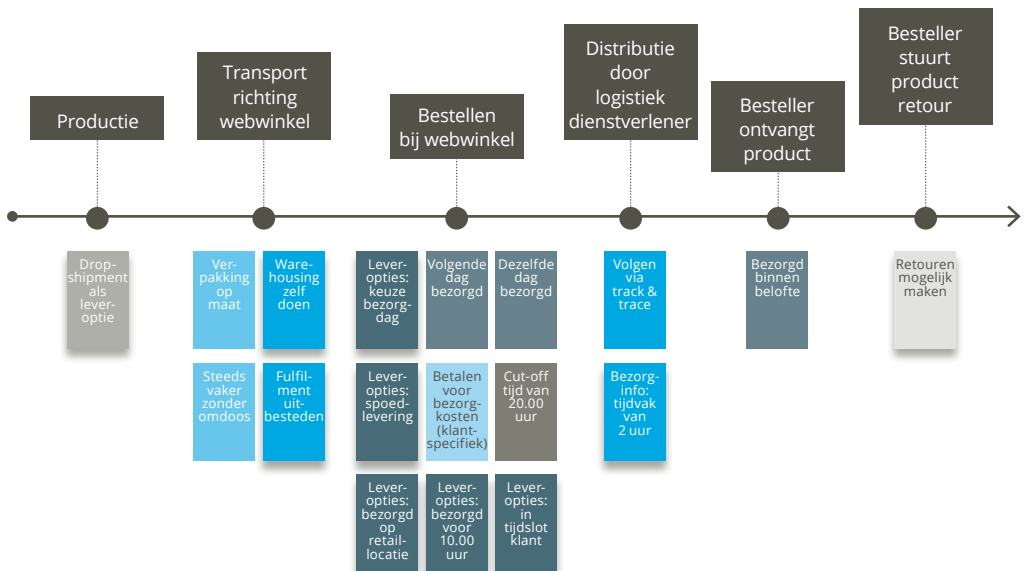 Productie
Transport
richting
webwinkel
Bestellen
bij webwinkel
Distributie
door
logistiek
dienstverlener
Besteller
ontvangt
product
Besteller
stuurt
product
retour
Drop-
shipment
als
lever-
optie
Ver-
pakking
op
maat
Ware-
housing
zelf
doen
Lever-
opties:
keuze
bezorg-
dag
Volgende
dag
bezorgd
Dezelfde
dag
bezorgd
Volgen
via
track &
trace
Bezorgd
binnen
belofte
Retouren
mogelijk
maken
Steeds
vaker
zonder
omdoos
Fulfil-
ment
uit-
besteden
Lever-
opties:
spoed-
levering
Betalen
voor
bezorg-
kosten
(klant-
specifiek)
Cut-off
tijd van
20.00
uur
Bezorg-
info:
tijdvak
van
2 uur
Lever-
opties:
bezorgd
op
retail-
locatie
Lever-
opties:
bezorgd
voor
10.00
uur
Lever-
opties:
in
tijdslot
klant